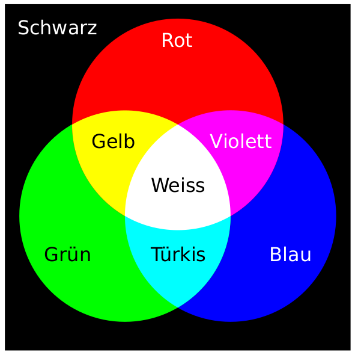 Schwarz
Rot
Gelb
Violett
Weiss
Grün
Türkis
Blau